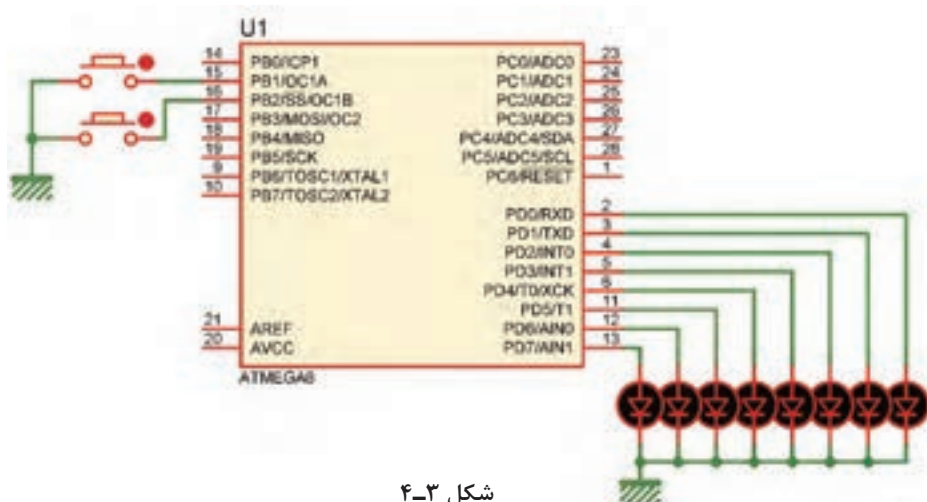 U1
14 PB0/ICP1
15 PB1/OC1A
16 PB2/SS/OC1B
17 PB3/MOSI/OC2
18 PB4/MISO
19 PB5/SCK
9 PB6/TOSC1/XTAL1
10 PB7/TOSC2/XTAL2
21 AREF
20 AVCC
PC0/ADC0 23
PC1/ADC1 24
PC2/ADC2 25
PC3/ADC3 26
PC4/ADC4/SDA 27
PC5/ADC5/SCL 28
PC6/RESET 1
PD0/RXD 2
PD1/TXD 3
PD2/INT0 4
PD3/INT1 5
PD4/T0/XCK 6
PD5/T1 11
PD6/AIN0 12
PD7/AIN1 13
ATMEGA8
شکل ۳ـ۴